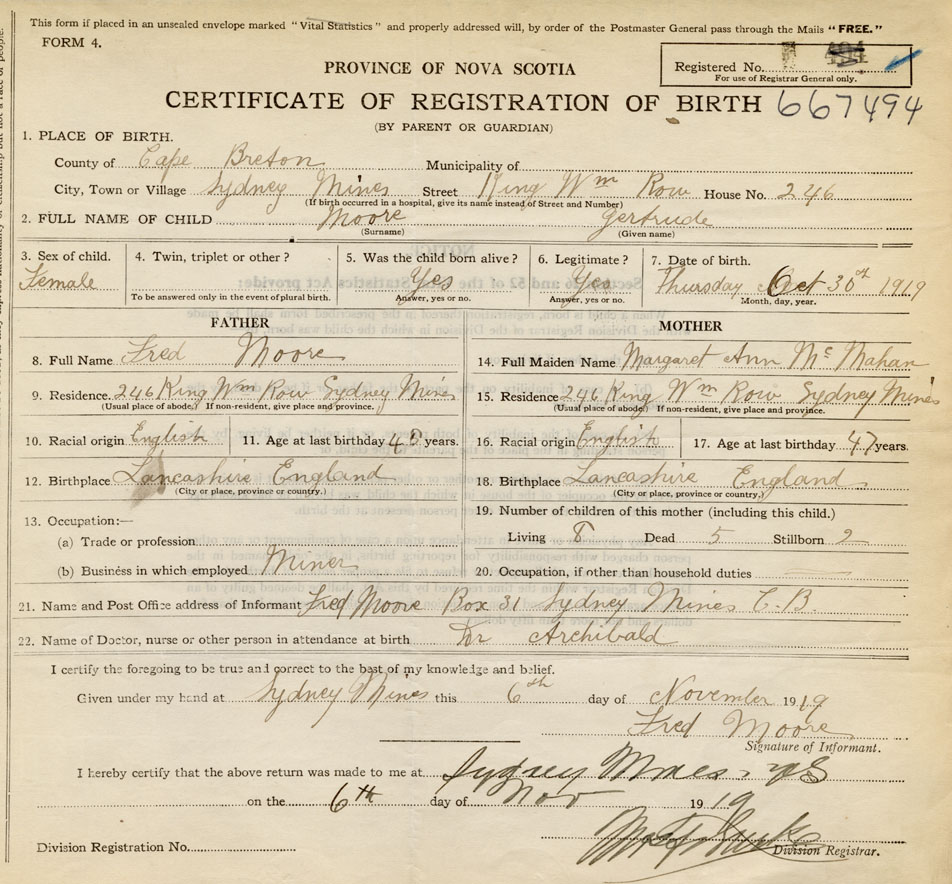 This form if placed in an unsealed envelope marked "Vital Statistics" and properly addressed will, by order of the Postmaster General pass through the Mails "FREE."
FORM 4.
Registered No.
For use of Registrar General only.
PROVINCE OF NOVA SCOTIA
CERTIFICATE OF REGISTRATION OF BIRTH 667494
(BY PARENT OR GUARDIAN)
1. PLACE OF BIRTH.
County of Cape Breton Municipality of
City, Town or Village Sydney Mines Street King Wm Row House No. 246
(If birth occurred in a hospital, give its name instead of Street and Number)
2. FULL NAME OF CHILD Moore Gertrude
(Surname) (Given name)
3. Sex of child. Female
4. Twin, triplet or other?
To be answered only in the event of plural birth.
5. Was the child born alive? Yes
Answer, yes or no.
6. Legitimate? Yes
Answer, yes or no.
7. Date of birth. Thursday Oct 30th 1919
Month, day, year.
FATHER
8. Full Name Fred Moore
9. Residence. 246 King Wm Row Sydney Mines
(Usual place of abode) If non-resident, give place and province.
10. Racial origin English 11. Age at last birthday 43 years.
12. Birthplace Lancashire England
(City or place, province or country.)
13. Occupation:—
(a) Trade or profession
(b) Business in which employed Miner
MOTHER
14. Full Maiden Name Margaret Ann Mc Mahan
15. Residence 246 King Wm Row Sydney Mines
(Usual place of abode) If non-resident, give place and province.
16. Racial origin English 17. Age at last birthday 47 years.
18. Birthplace Lancashire England
(City or place, province or country.)
19. Number of children of this mother (including this child.)
Living 8 Dead 5 Stillborn 2
20. Occupation, if other than household duties
21. Name and Post Office address of Informant Fred Moore Box 31 Sydney Mines C.B.
22. Name of Doctor, nurse or other person in attendance at birth Dr Archibald
I certify the foregoing to be true and correct to the best of my knowledge and belief.
Given under my hand at Sydney Mines this 6th day of November 1919
Fred Moore
Signature of Informant.
I hereby certify that the above return was made to me at Sydney Mines. NS
on the 6th day of Nov 1919
Division Registration No.
Division Registrar.